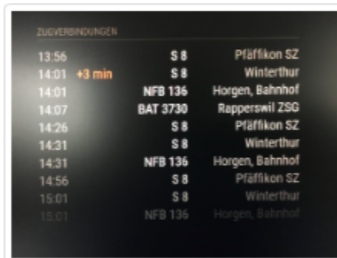 ZUGVERBINDUNGEN
13:56 S 8 Pfäffikon SZ
14:01 +3 min S 8 Winterthur
14:01 NFB 136 Horgen, Bahnhof
14:07 BAT 3730 Rapperswil ZSG
14:26 S 8 Pfäffikon SZ
14:31 S 8 Winterthur
14:31 NFB 136 Horgen, Bahnhof
14:56 S 8 Pfäffikon SZ
15:01 S 8 Winterthur
15:01 NFB 136 Horgen, Bahnhof